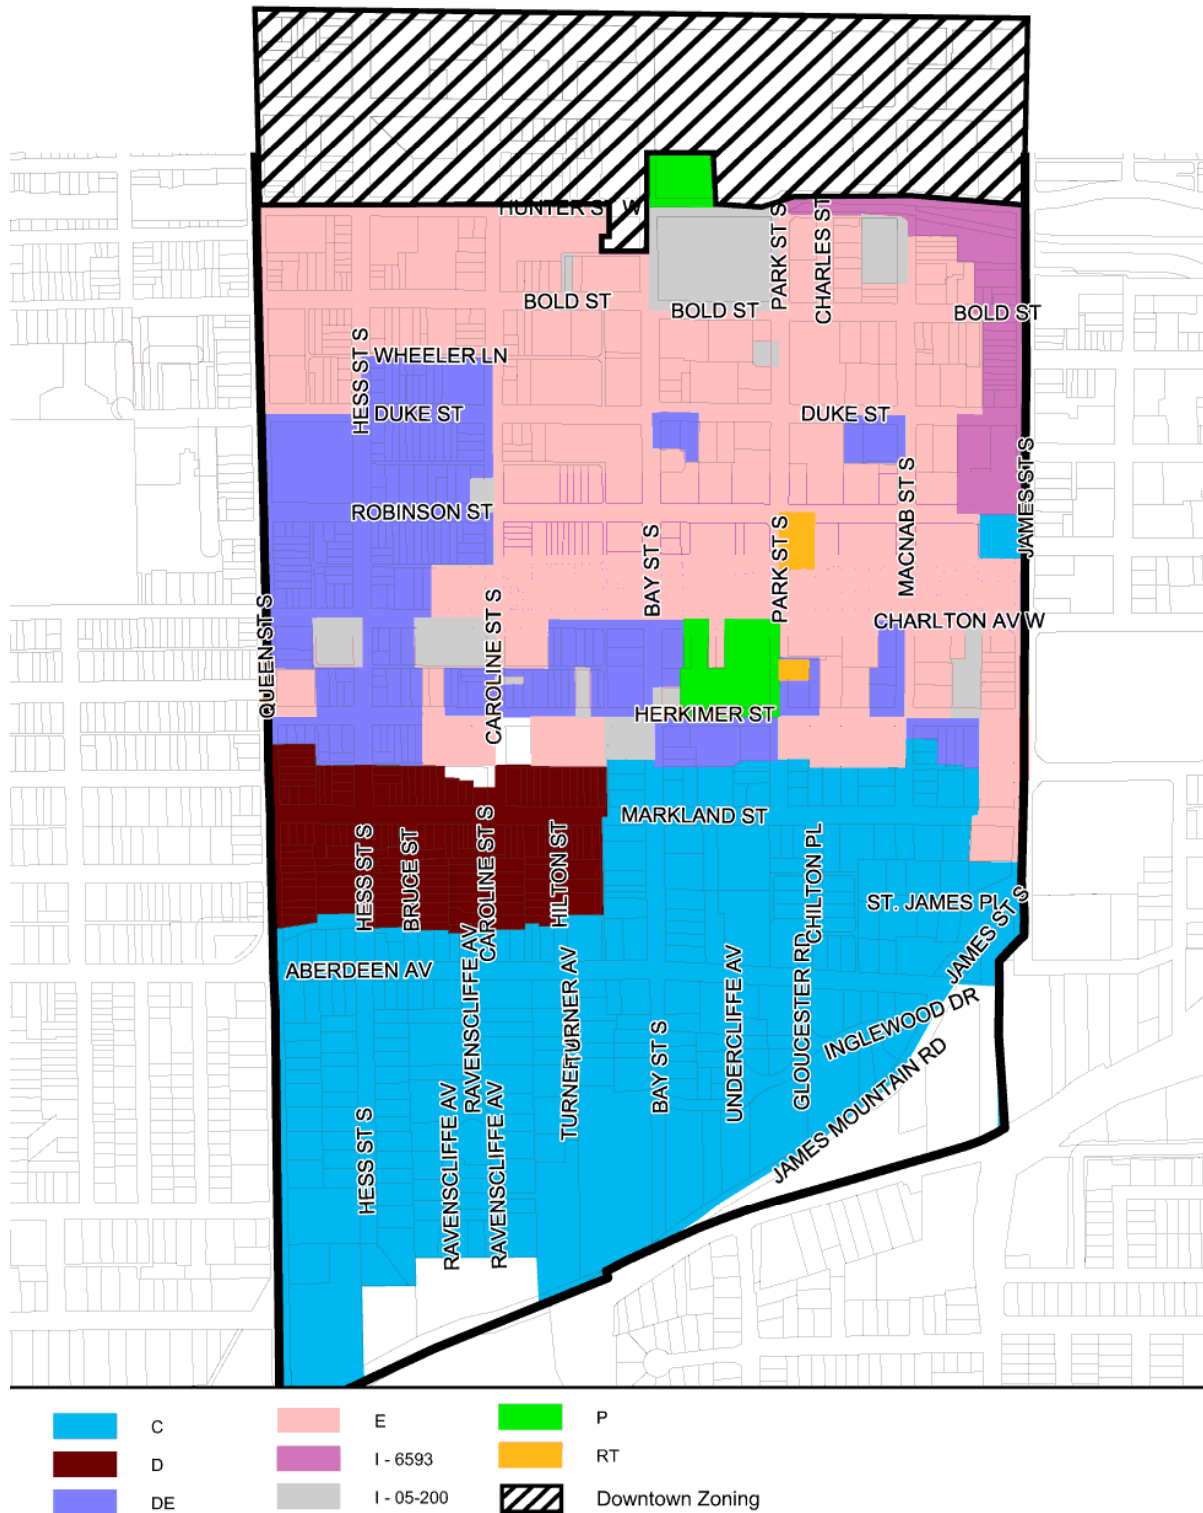 HUNTER ST W
PARK ST S
CHARLES ST
BOLD ST
BOLD ST
BOLD ST
HESS ST S
WHEELER LN
DUKE ST
DUKE ST
ROBINSON ST
MACNAB ST S
JAMES ST S
BAY ST S
PARK ST S
QUEEN ST S
CAROLINE ST S
CHARLTON AV W
HERKIMER ST
MARKLAND ST
HESS ST S
BRUCE ST
CAROLINE ST S
HILTON ST
CHILTON PL
ST. JAMES PL
JAMES ST S
ABERDEEN AV
RAVENSCLIFFE AV
TURNER AV
TURNER AV
BAY ST S
UNDERCLIFFE AV
GLOUCESTER RD
INGLEWOOD DR
JAMES MOUNTAIN RD
HESS ST S
RAVENSCLIFFE AV
RAVENSCLIFFE AV
C
E
P
D
I - 6593
RT
DE
I - 05-200
Downtown Zoning